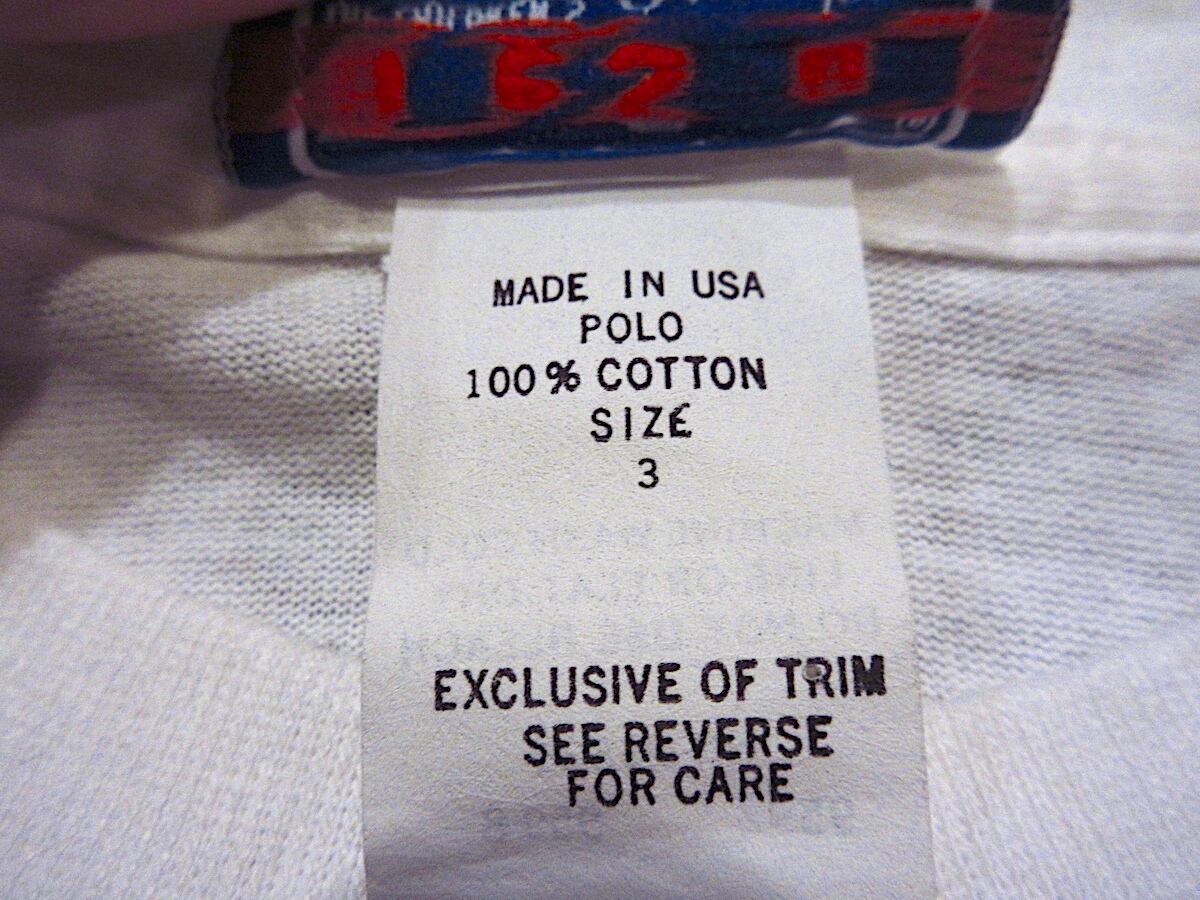 MADE IN USA
POLO
100% COTTON
SIZE
3
EXCLUSIVE OF TRIM
SEE REVERSE
FOR CARE